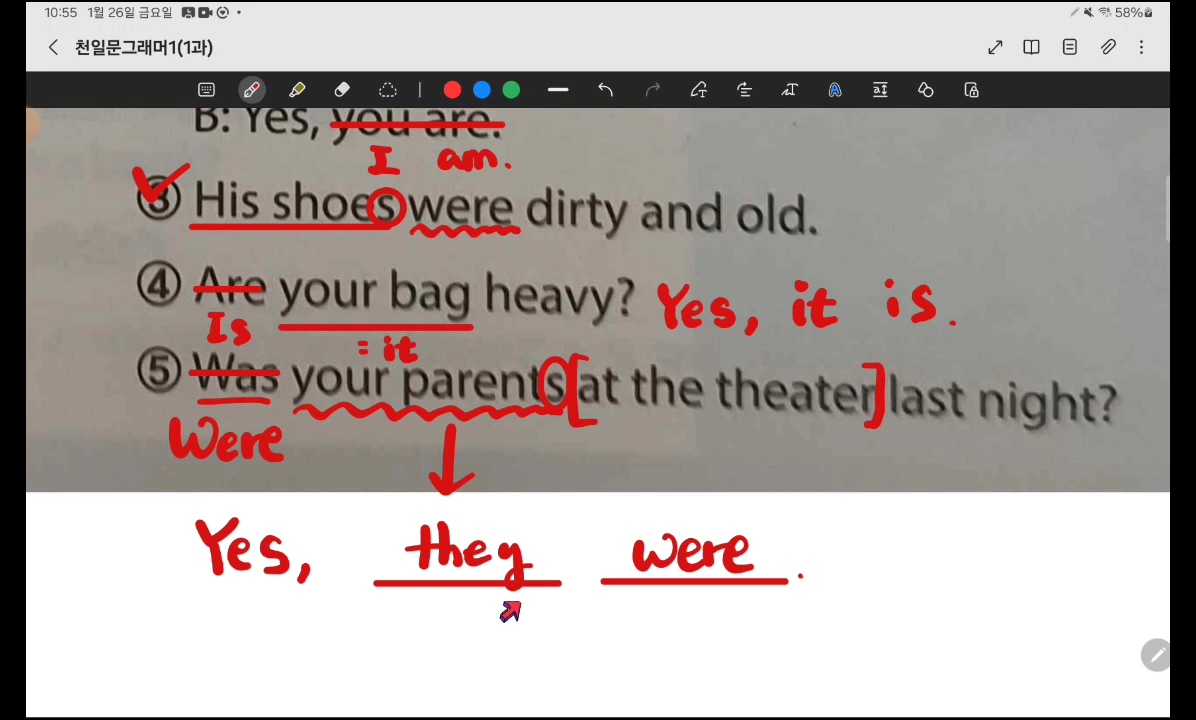 10:55 1월 26일 금요일 58%
천일문그래머1(1과)
B: Yes, you are.
I am.
③ His shoes were dirty and old.
④ Are your bag heavy? Yes, it is.
Is
= it
⑤ Was your parents [at the theater] last night?
Were
Yes, they were.